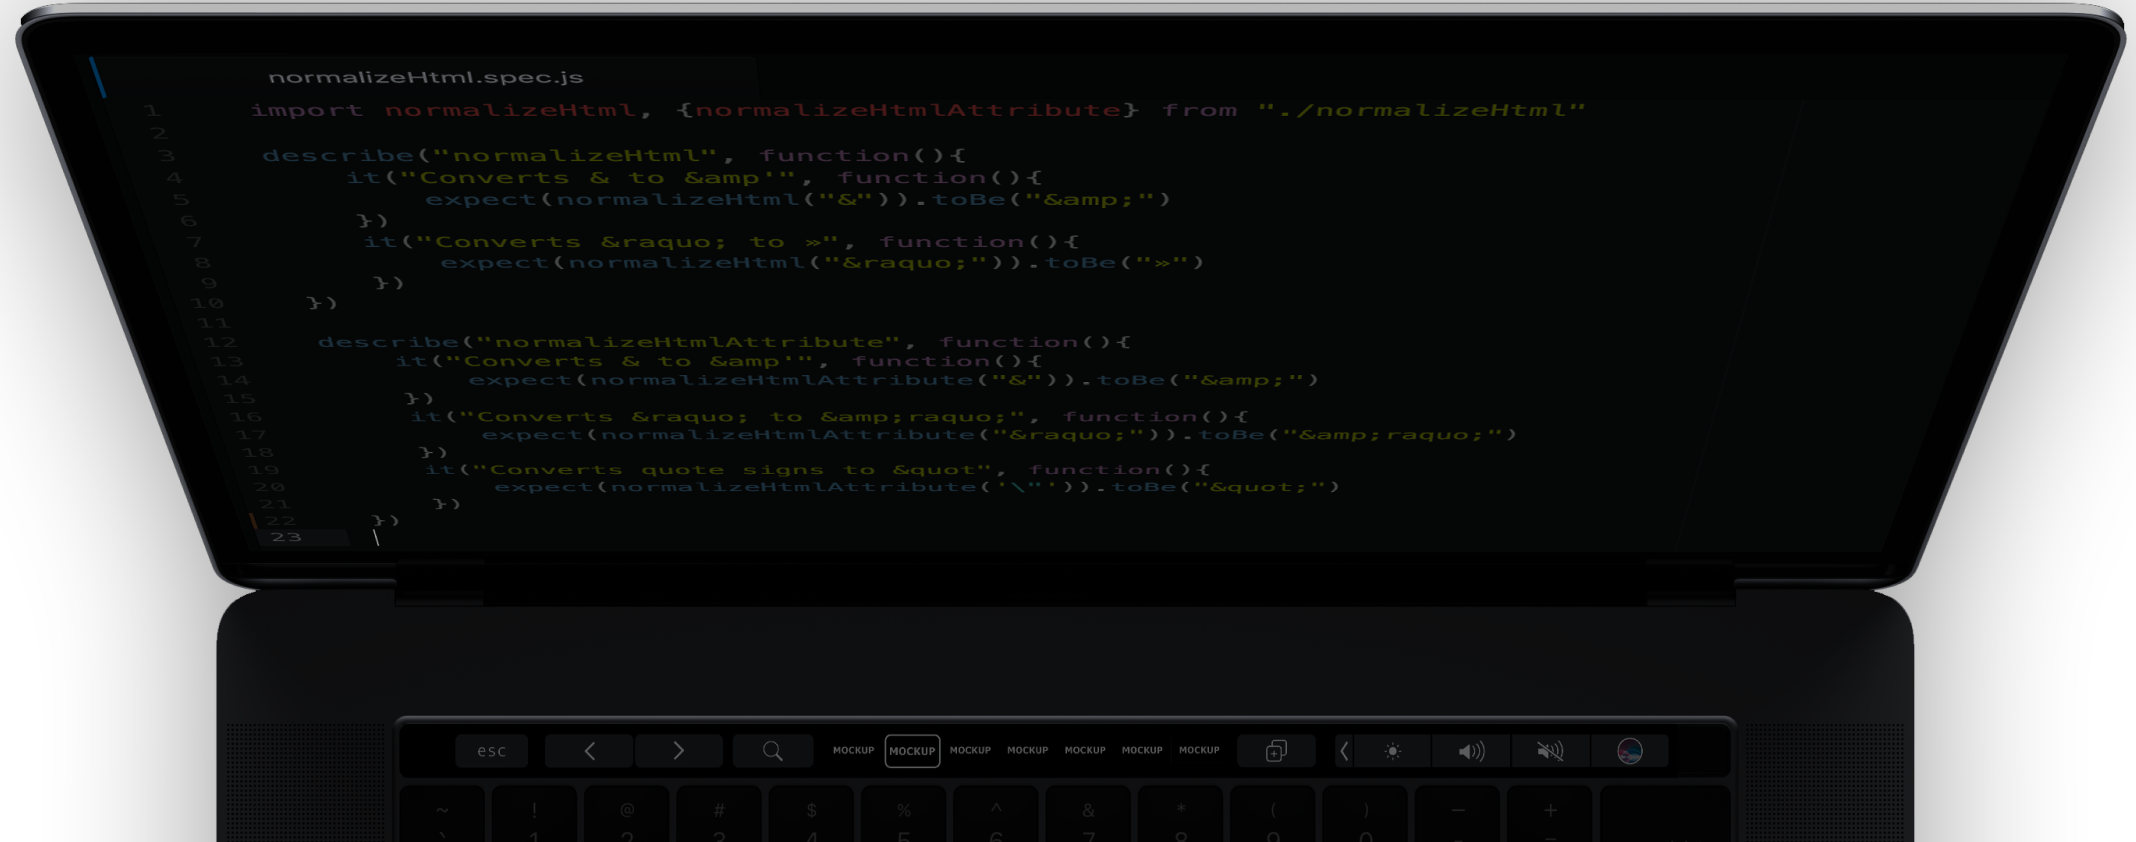 normalizeHtml.spec.js
1 import normalizeHtml, {normalizeHtmlAttribute} from "./normalizeHtml"
2
3 describe("normalizeHtml", function(){
4 it("Converts & to &amp'", function(){
5 expect(normalizeHtml("&")).toBe("&amp;")
6 })
7 it("Converts &raquo; to »", function(){
8 expect(normalizeHtml("&raquo;")).toBe("»")
9 })
10 })
11
12 describe("normalizeHtmlAttribute", function(){
13 it("Converts & to &amp'", function(){
14 expect(normalizeHtmlAttribute("&")).toBe("&amp;")
15 })
16 it("Converts &raquo; to &amp;raquo;", function(){
17 expect(normalizeHtmlAttribute("&raquo;")).toBe("&amp;raquo;")
18 })
19 it("Converts quote signs to &quot", function(){
20 expect(normalizeHtmlAttribute('\"')).toBe("&quot;")
21 })
22 })
23
esc MOCKUP MOCKUP MOCKUP MOCKUP MOCKUP MOCKUP MOCKUP
~ ! @ # $ % ^ & * ( ) — +
` 1 2 3 4 5 6 7 8 9 0 - =